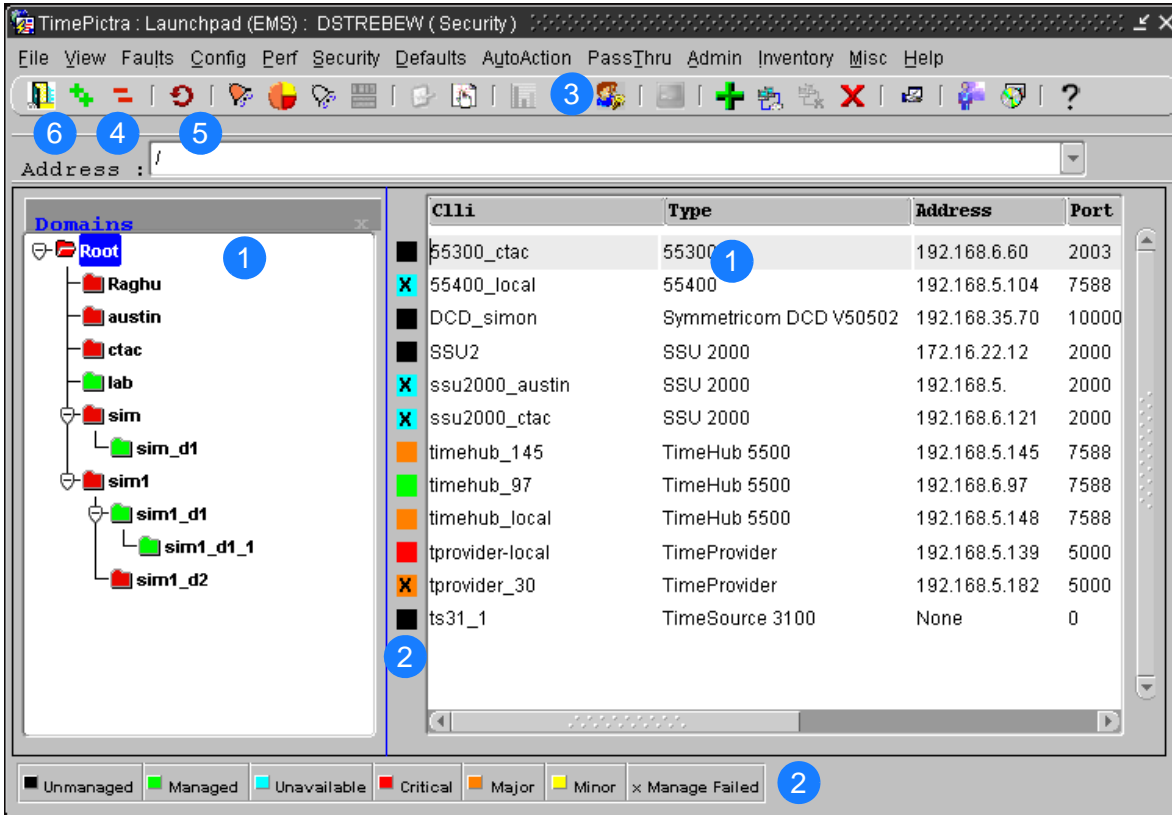 TimePictra : Launchpad (EMS) : DSTREBEW ( Security )
File View Faults Config Perf Security Defaults AutoAction PassThru Admin Inventory Misc Help
3 ?
6 4 5
Address : /
Domains x
Root 1
Raghu
austin
ctac
lab
sim
sim_d1
sim1
sim1_d1
sim1_d1_1
sim1_d2
Clli Type Address Port
55300_ctac 55300 1 192.168.6.60 2003
X 55400_local 55400 192.168.5.104 7588
DCD_simon Symmetricom DCD V50502 192.168.35.70 10000
SSU2 SSU 2000 172.16.22.12 2000
X ssu2000_austin SSU 2000 192.168.5. 2000
X ssu2000_ctac SSU 2000 192.168.6.121 2000
timehub_145 TimeHub 5500 192.168.5.145 7588
timehub_97 TimeHub 5500 192.168.6.97 7588
timehub_local TimeHub 5500 192.168.5.148 7588
tprovider-local TimeProvider 192.168.5.139 5000
X tprovider_30 TimeProvider 192.168.5.182 5000
ts31_1 TimeSource 3100 None 0
2
Unmanaged Managed Unavailable Critical Major Minor x Manage Failed 2